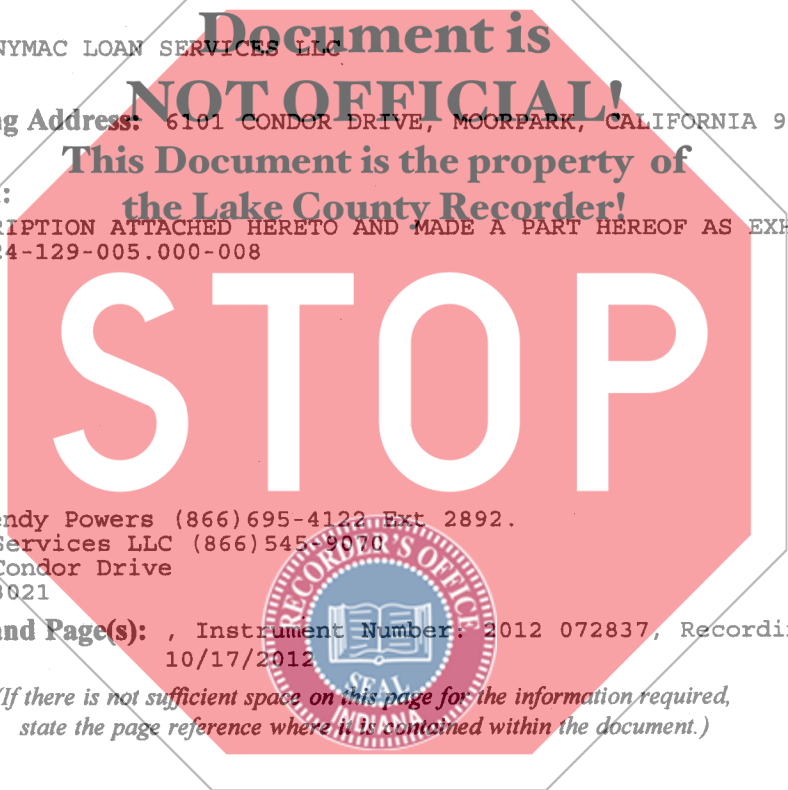 Document is
NYMAC LOAN SERVICES LLC
NOT OFFICIAL!
ng Address: 6101 CONDOR DRIVE, MOORPARK, CALIFORNIA 9
This Document is the property of
:
the Lake County Recorder!
RIPTION ATTACHED HERETO AND MADE A PART HEREOF AS EXH
24-129-005.000-008
STOP
endy Powers (866)695-4122 Ext 2892.
Services LLC (866)545-9070
Condor Drive
3021
and Page(s): , Instrument Number: 2012 072837, Recordin
10/17/2012
(If there is not sufficient space on this page for the information required,
state the page reference where it is contained within the document.)
RECORDER'S OFFICE
SEAL
INDIANA